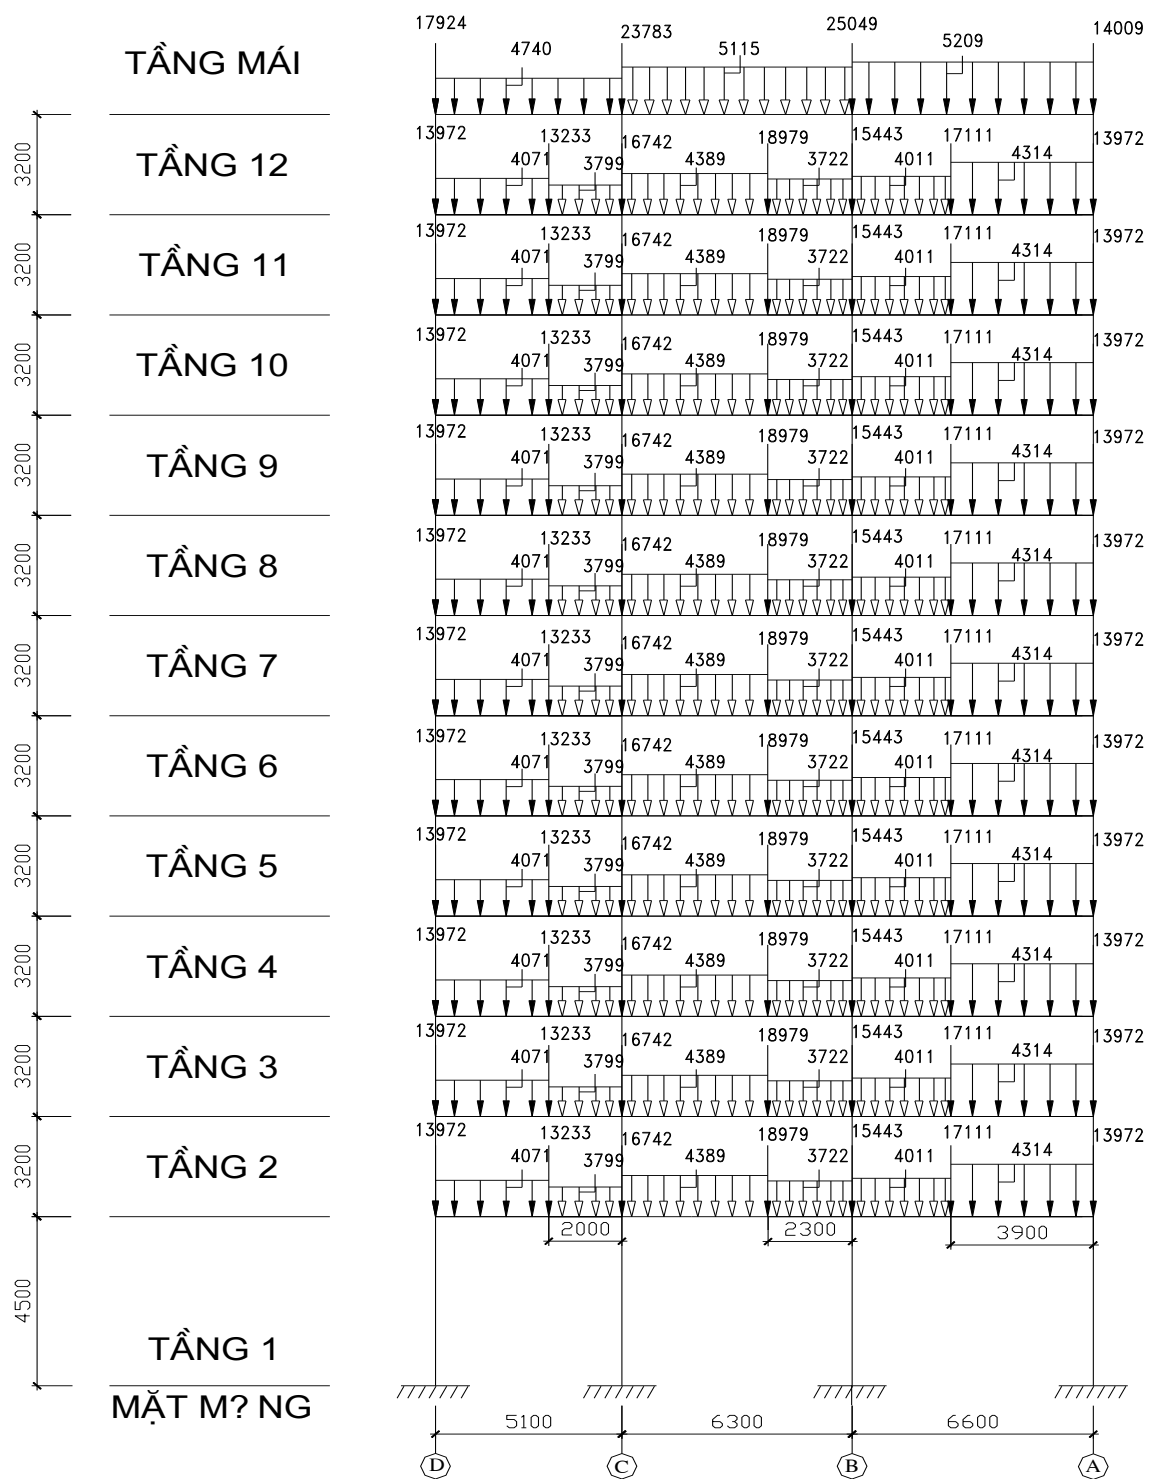 17924 23783 25049 14009
TẦNG MÁI 4740 5115 5209
3200 TẦNG 12 13972 4071 13233 3799 16742 4389 18979 3722 15443 4011 17111 4314 13972
3200 TẦNG 11 13972 4071 13233 3799 16742 4389 18979 3722 15443 4011 17111 4314 13972
3200 TẦNG 10 13972 4071 13233 3799 16742 4389 18979 3722 15443 4011 17111 4314 13972
3200 TẦNG 9 13972 4071 13233 3799 16742 4389 18979 3722 15443 4011 17111 4314 13972
3200 TẦNG 8 13972 4071 13233 3799 16742 4389 18979 3722 15443 4011 17111 4314 13972
3200 TẦNG 7 13972 4071 13233 3799 16742 4389 18979 3722 15443 4011 17111 4314 13972
3200 TẦNG 6 13972 4071 13233 3799 16742 4389 18979 3722 15443 4011 17111 4314 13972
3200 TẦNG 5 13972 4071 13233 3799 16742 4389 18979 3722 15443 4011 17111 4314 13972
3200 TẦNG 4 13972 4071 13233 3799 16742 4389 18979 3722 15443 4011 17111 4314 13972
3200 TẦNG 3 13972 4071 13233 3799 16742 4389 18979 3722 15443 4011 17111 4314 13972
3200 TẦNG 2 13972 4071 13233 3799 16742 4389 18979 3722 15443 4011 17111 4314 13972
2000 2300 3900
4500 TẦNG 1
MẶT M? NG
5100 6300 6600
D C B A